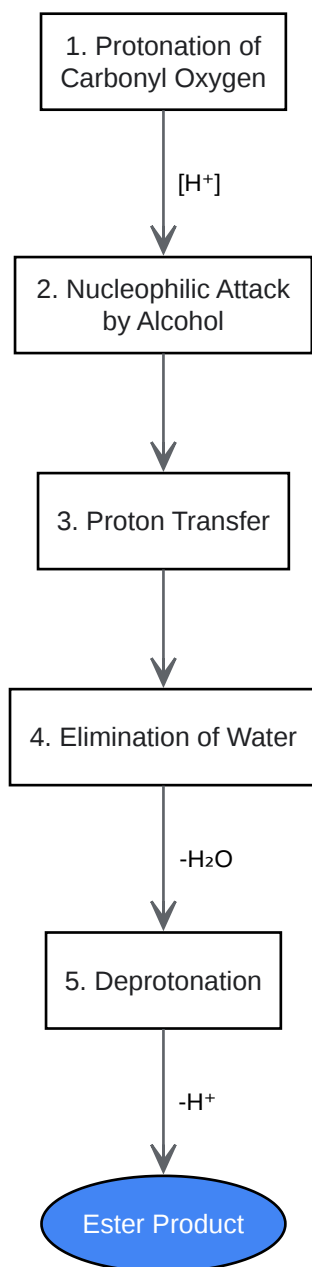 1. Protonation of
Carbonyl Oxygen
[H⁺]
2. Nucleophilic Attack
by Alcohol
3. Proton Transfer
4. Elimination of Water
-H₂O
5. Deprotonation
-H⁺
Ester Product